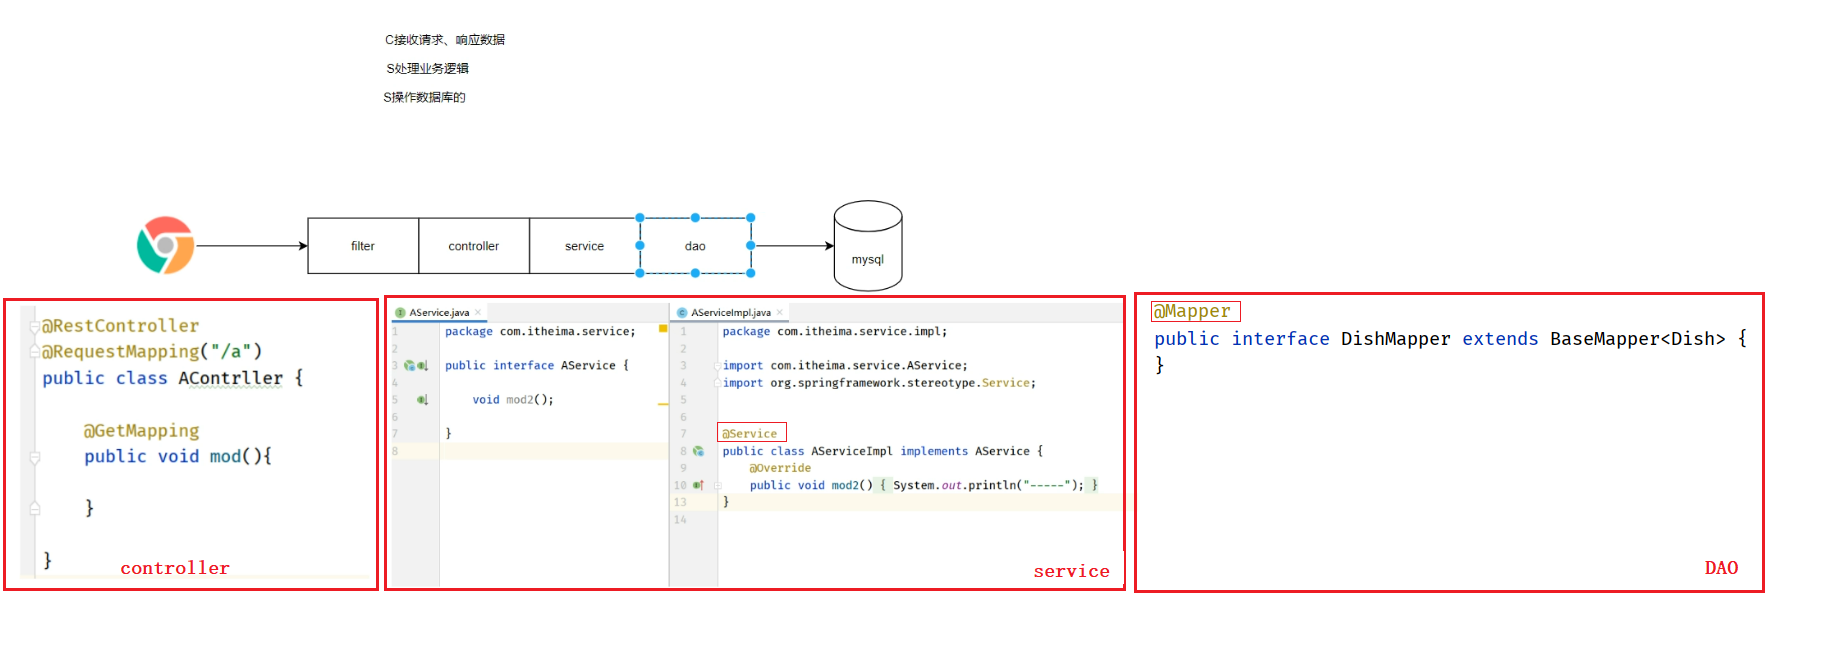 C接收请求、响应数据
S处理业务逻辑
S操作数据库的
filter
controller
service
dao
mysql
@RestController
@RequestMapping("/a")
public class AContrller {
@GetMapping
public void mod(){
}
}
controller
AService.java
1 package com.itheima.service;
2
3 public interface AService {
4
5 void mod2();
6
7 }
8
AServiceImpl.java
1 package com.itheima.service.impl;
2
3 import com.itheima.service.AService;
4 import org.springframework.stereotype.Service;
5
6
7 @Service
8 public class AServiceImpl implements AService {
9 @Override
10 public void mod2() { System.out.println("-----"); }
13 }
14
service
@Mapper
public interface DishMapper extends BaseMapper<Dish> {
}
DAO